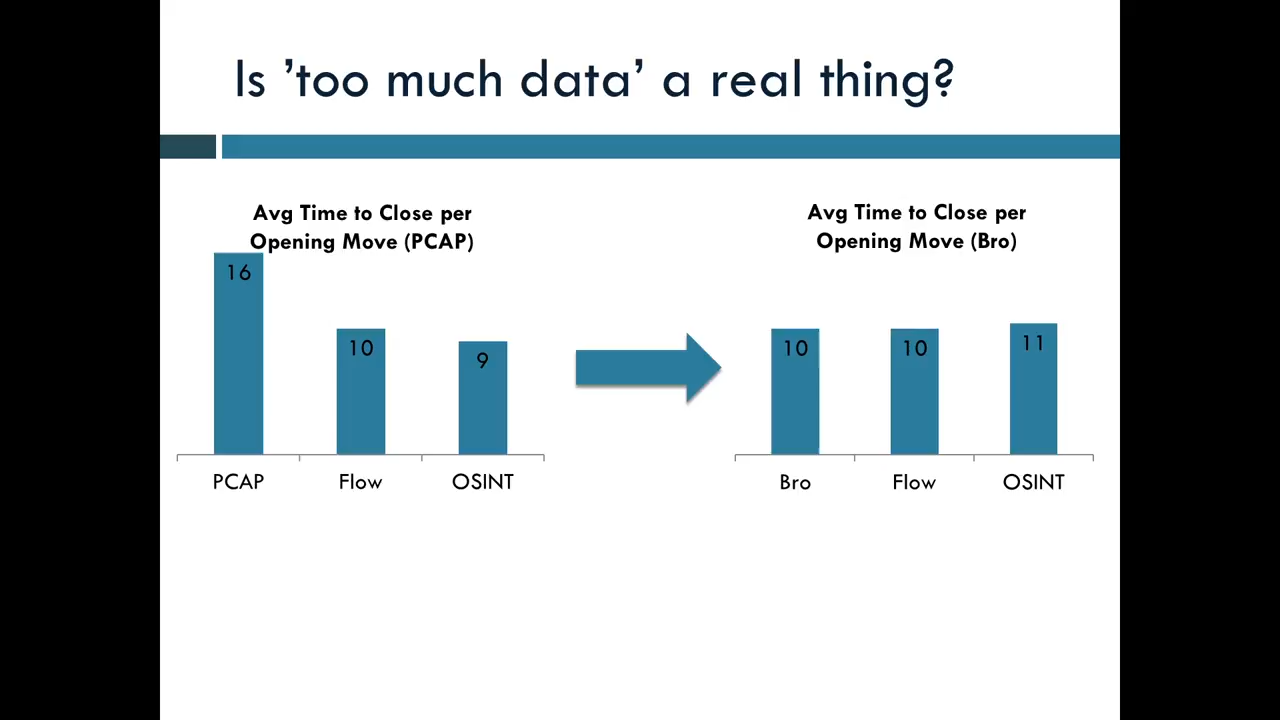 Is ’too much data’ a real thing?
Avg Time to Close per
Opening Move (PCAP)
16
10
9
PCAP
Flow
OSINT
Avg Time to Close per
Opening Move (Bro)
10
10
11
Bro
Flow
OSINT